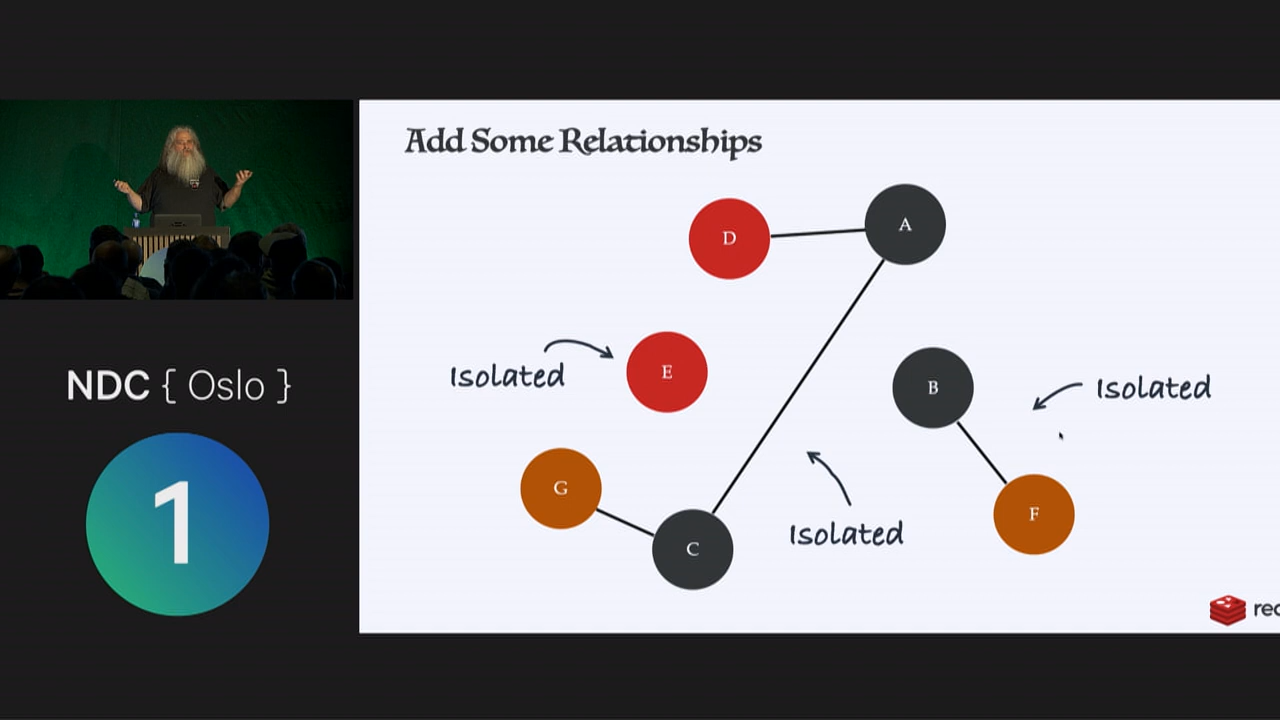 Add Some Relationships
D
A
Isolated
E
B
Isolated
G
C
Isolated
F
NDC { Oslo }
1